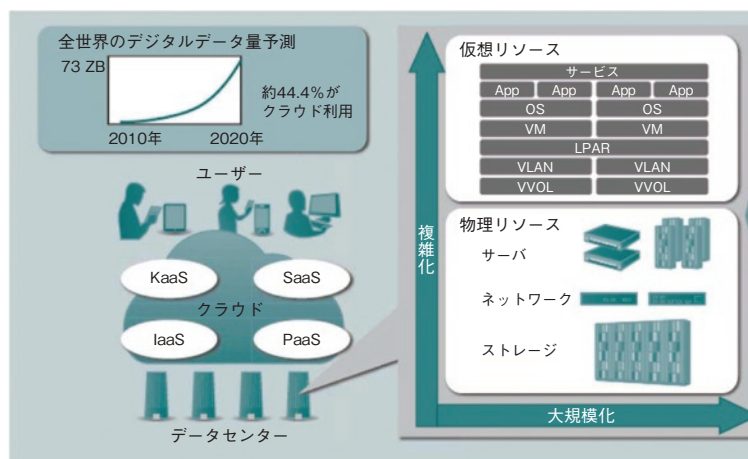 全世界のデジタルデータ量予測
73 ZB
約44.4%が
クラウド利用
2010年
2020年
ユーザー
KaaS
SaaS
クラウド
IaaS
PaaS
データセンター
複雑化
大規模化
仮想リソース
サービス
App App App App
OS OS
VM VM
LPAR
VLAN VLAN
VVOL VVOL
物理リソース
サーバ
ネットワーク
ストレージ